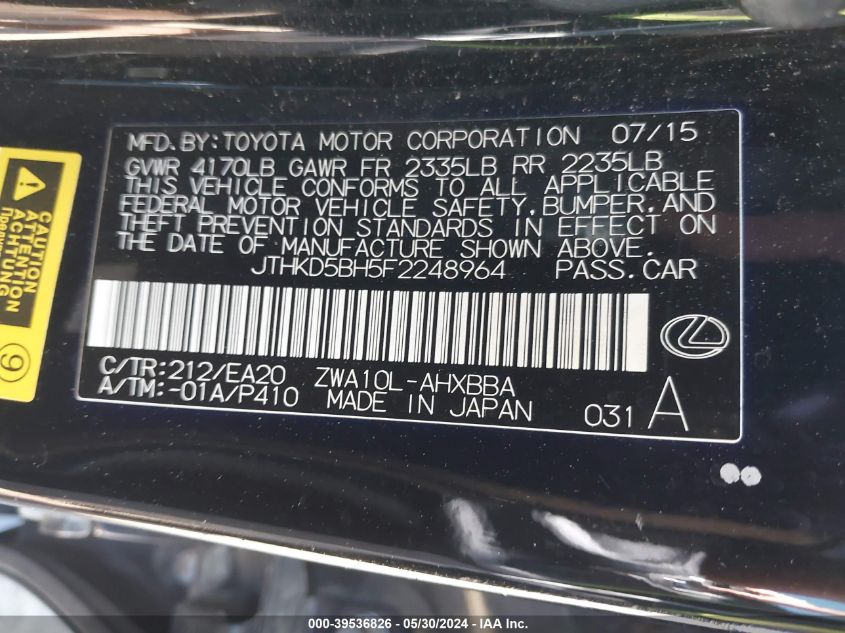 MFD.BY:TOYOTA MOTOR CORPORATION 07/15
GVWR 4170LB GAWR FR 2335LB RR 2235LB
THIS VEHICLE CONFORMS TO ALL APPLICABLE
FEDERAL MOTOR VEHICLE SAFETY,BUMPER,AND
THEFT PREVENTION STANDARDS IN EFFECT ON
THE DATE OF MANUFACTURE SHOWN ABOVE.
JTHKD5BH5F2248964 PASS.CAR
C/TR:212/EA20 ZWA10L-AHXBBA
A/TM:-01A/P410 MADE IN JAPAN
031 A
CAUTION
ATTENTION
ACHTUNG
9
000-39536826 - 05/30/2024 - IAA Inc.